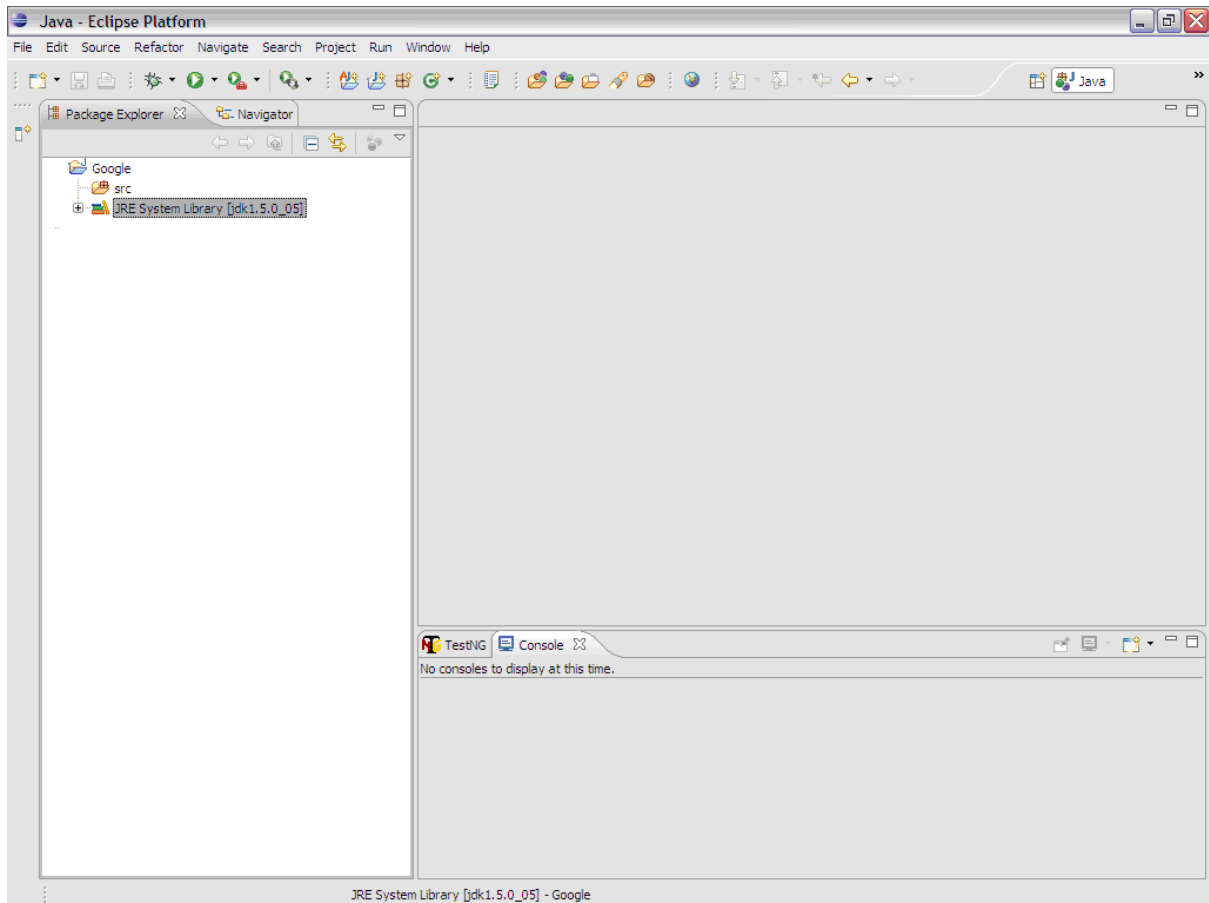 Java - Eclipse Platform
File Edit Source Refactor Navigate Search Project Run Window Help
Java
Package Explorer Navigator
Google
src
JRE System Library [jdk1.5.0_05]
TestNG Console
No consoles to display at this time.
JRE System Library [jdk1.5.0_05] - Google